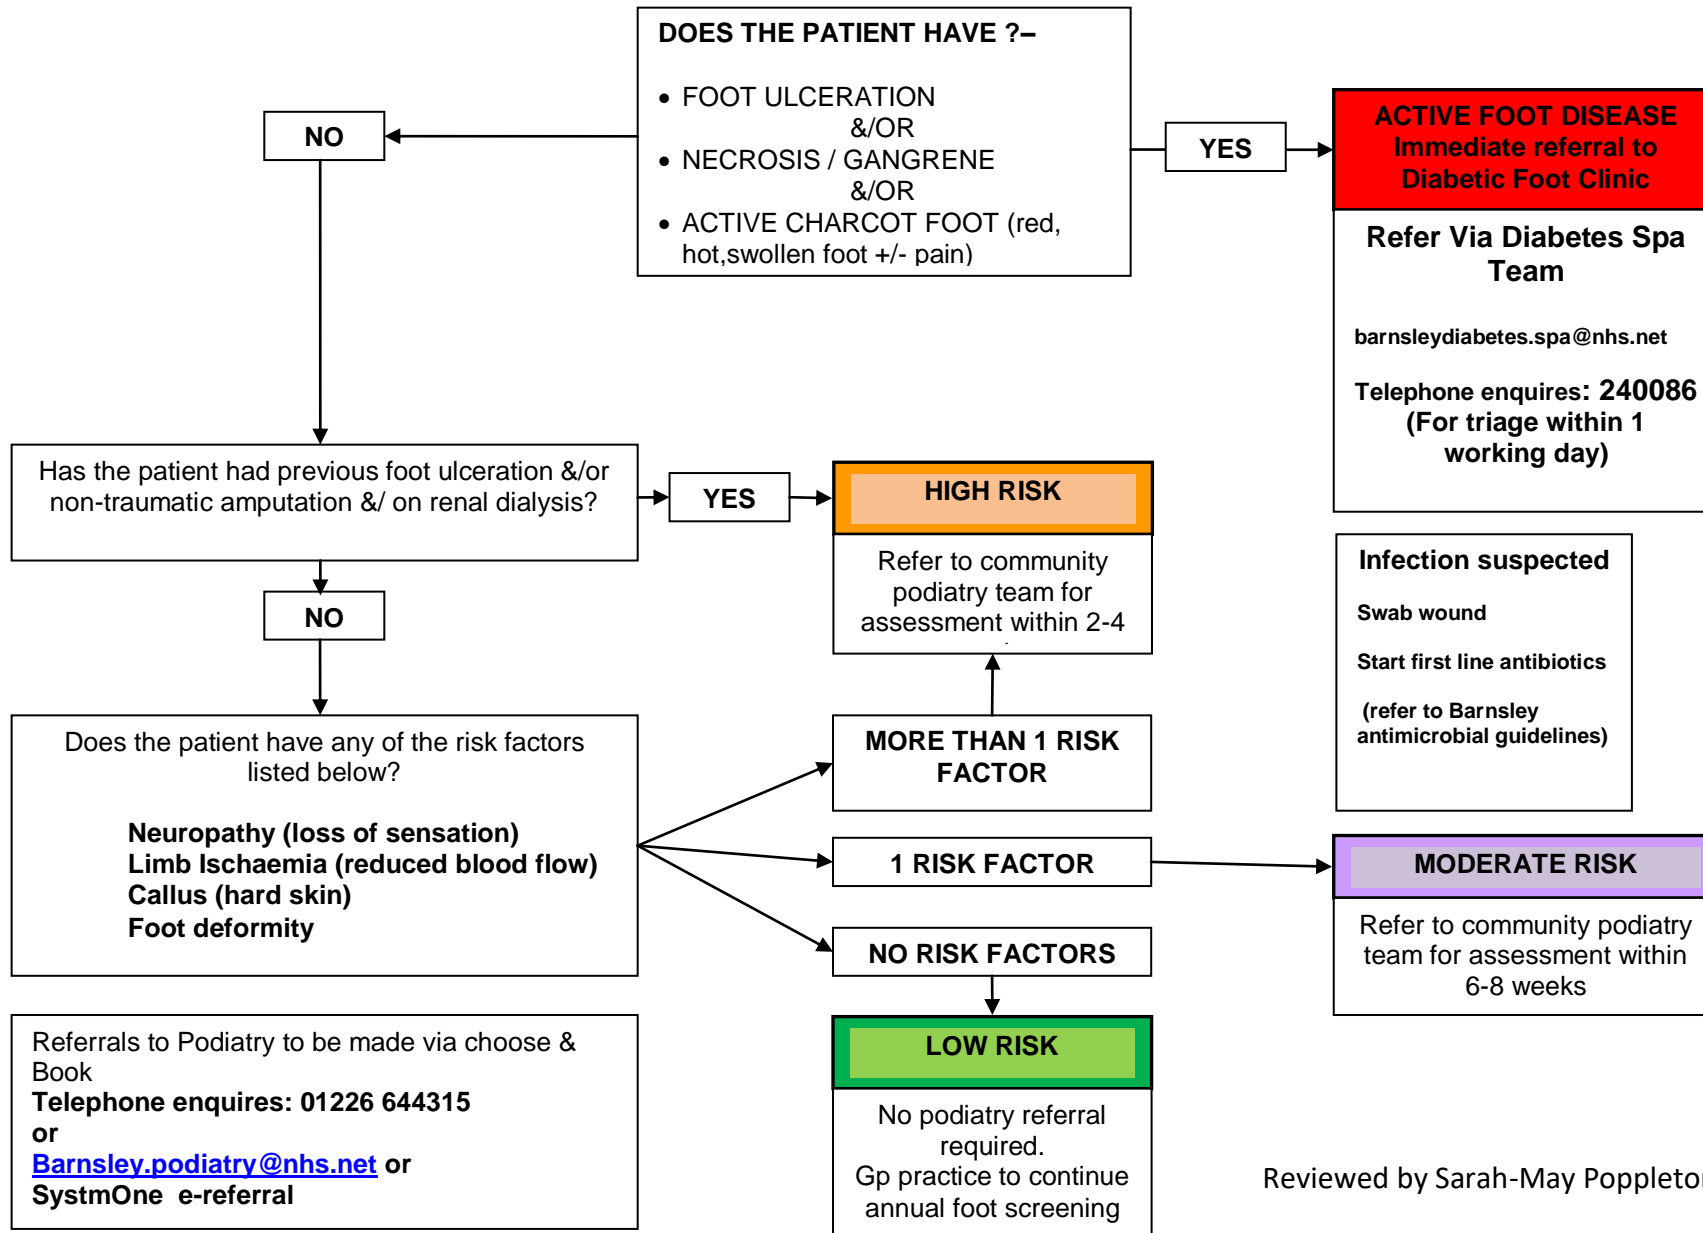 DOES THE PATIENT HAVE ?–
• FOOT ULCERATION
&/OR
• NECROSIS / GANGRENE
&/OR
• ACTIVE CHARCOT FOOT (red,
hot,swollen foot +/- pain)
NO
YES
ACTIVE FOOT DISEASE
Immediate referral to
Diabetic Foot Clinic
Refer Via Diabetes Spa
Team
barnsleydiabetes.spa@nhs.net
Telephone enquires: 240086
(For triage within 1
working day)
Has the patient had previous foot ulceration &/or
non-traumatic amputation &/ on renal dialysis?
YES
HIGH RISK
Refer to community
podiatry team for
assessment within 2-4
NO
Infection suspected
Swab wound
Start first line antibiotics
(refer to Barnsley
antimicrobial guidelines)
Does the patient have any of the risk factors
listed below?
Neuropathy (loss of sensation)
Limb Ischaemia (reduced blood flow)
Callus (hard skin)
Foot deformity
MORE THAN 1 RISK
FACTOR
1 RISK FACTOR
NO RISK FACTORS
MODERATE RISK
Refer to community podiatry
team for assessment within
6-8 weeks
LOW RISK
No podiatry referral
required.
Gp practice to continue
annual foot screening
Referrals to Podiatry to be made via choose &
Book
Telephone enquires: 01226 644315
or
Barnsley.podiatry@nhs.net or
SystmOne e-referral
Reviewed by Sarah-May Poppleton